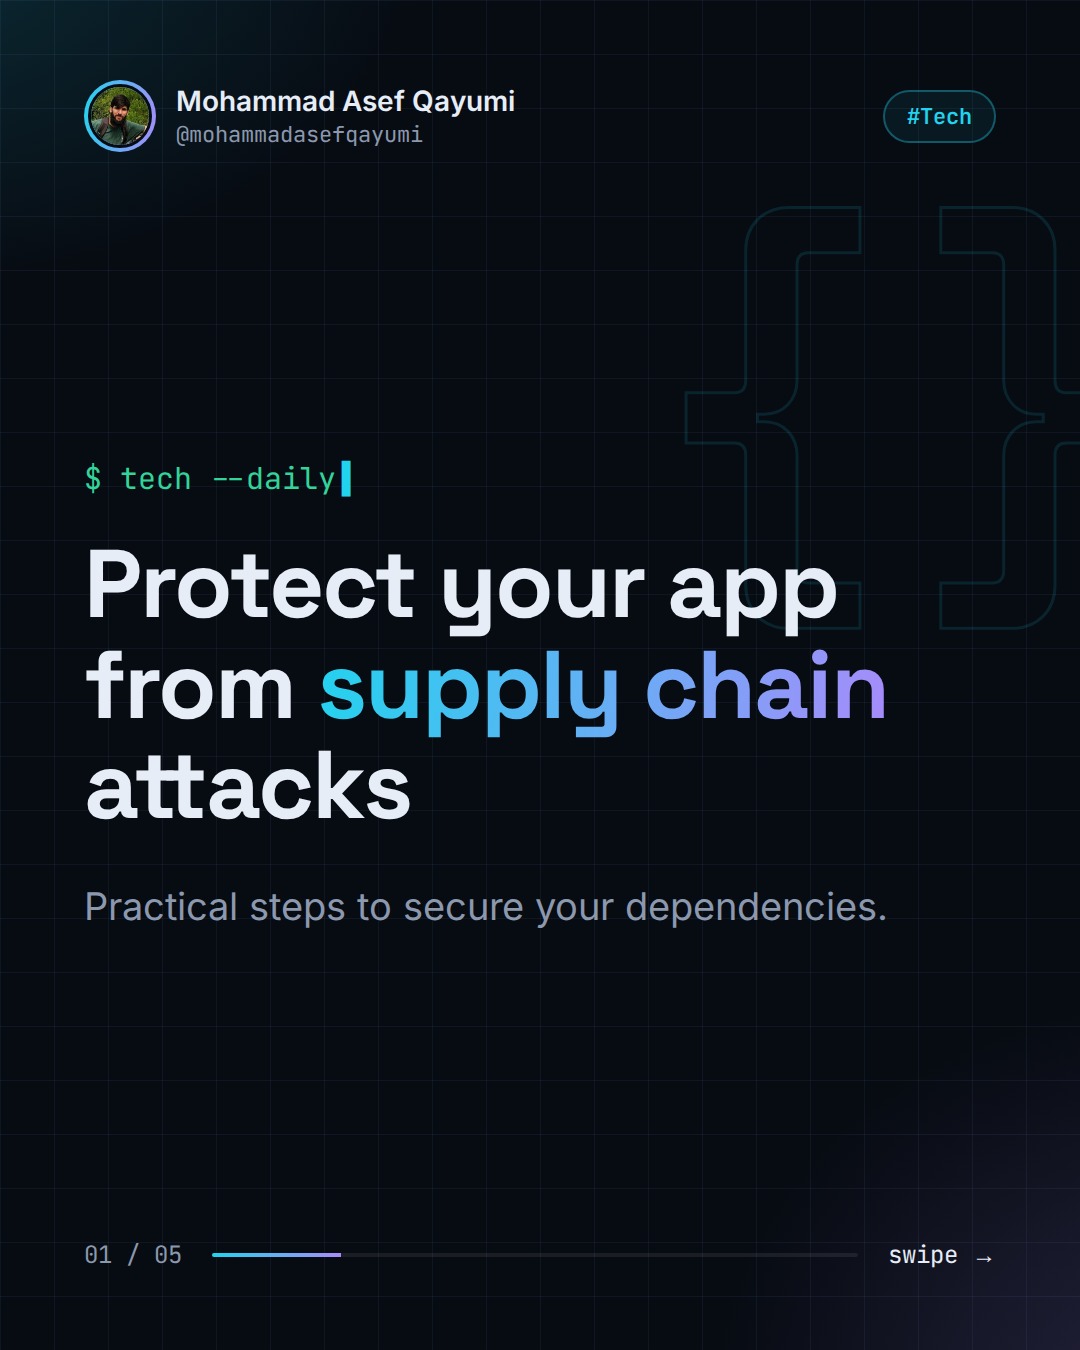 Mohammad Asef Qayumi
@mohammadasefqayumi
#Tech
{}
$ tech --daily
Protect your app
from supply chain
attacks
Practical steps to secure your dependencies.
01 / 05
swipe →